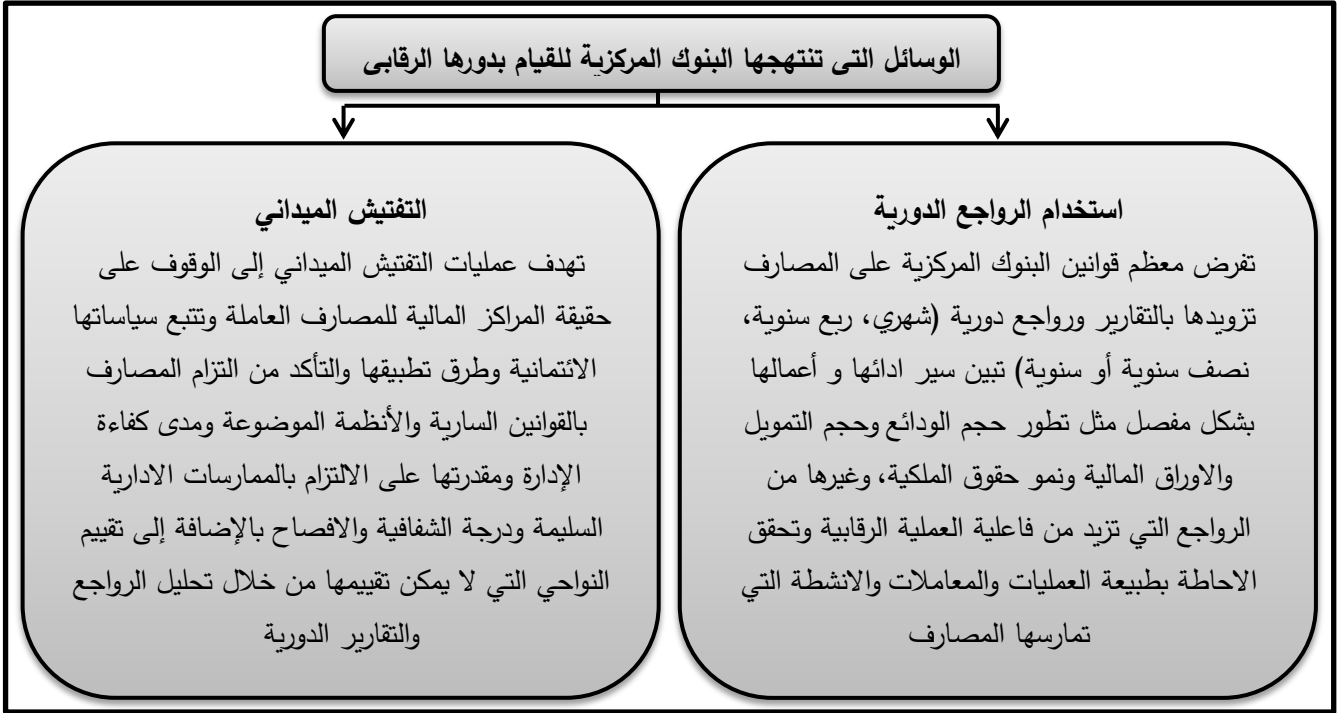 الوسائل التى تنتهجها البنوك المركزية للقيام بدورها الرقابى
استخدام الرواجع الدورية
تفرض معظم قوانين البنوك المركزية على المصارف
تزويدها بالتقارير ورواجع دورية (شهري، ربع سنوية،
نصف سنوية أو سنوية) تبين سير ادائها و أعمالها
بشكل مفصل مثل تطور حجم الودائع وحجم التمويل
والاوراق المالية ونمو حقوق الملكية، وغيرها من
الرواجع التي تزيد من فاعلية العملية الرقابية وتحقق
الاحاطة بطبيعة العمليات والمعاملات والانشطة التي
تمارسها المصارف
التفتيش الميداني
تهدف عمليات التفتيش الميداني إلى الوقوف على
حقيقة المراكز المالية للمصارف العاملة وتتبع سياساتها
الائتمانية وطرق تطبيقها والتأكد من التزام المصارف
بالقوانين السارية والأنظمة الموضوعة ومدى كفاءة
الإدارة ومقدرتها على الالتزام بالممارسات الادارية
السليمة ودرجة الشفافية والافصاح بالإضافة إلى تقييم
النواحي التي لا يمكن تقييمها من خلال تحليل الرواجع
والتقارير الدورية